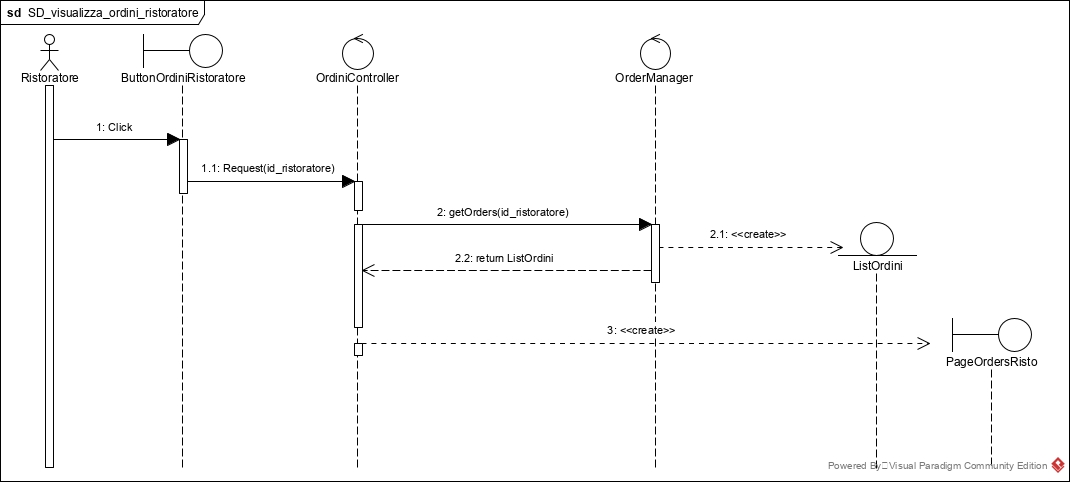 sd SD_visualizza_ordini_ristoratore
Ristoratore
ButtonOrdiniRistoratore
OrdiniController
OrderManager
1: Click
1.1: Request(id_ristoratore)
2: getOrders(id_ristoratore)
2.1: <<create>>
2.2: return ListOrdini
ListOrdini
3: <<create>>
PageOrdersRisto
Powered By Visual Paradigm Community Edition